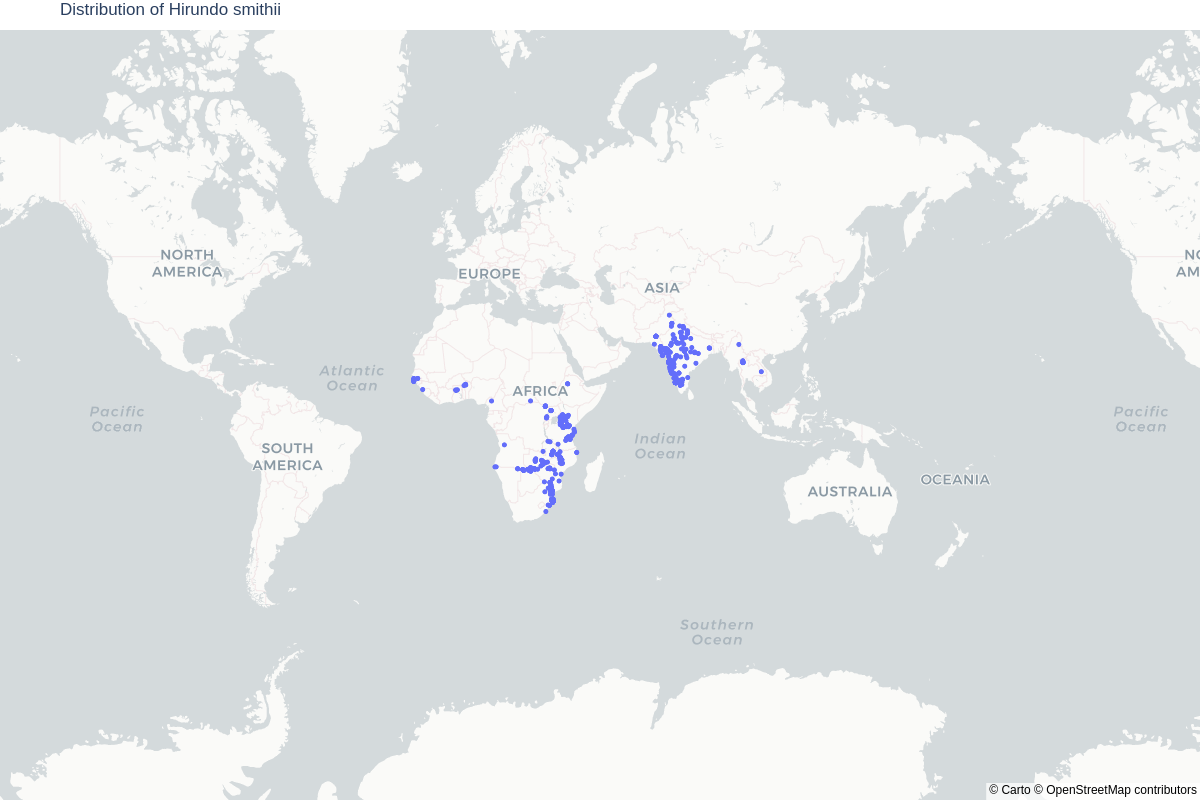 Distribution of Hirundo smithii
NORTH
AMERICA
EUROPE
ASIA
NO
AM
Atlantic
Ocean
AFRICA
Pacific
Ocean
Pacific
Ocean
SOUTH
AMERICA
Indian
Ocean
OCEANIA
AUSTRALIA
Southern
Ocean
© Carto © OpenStreetMap contributors